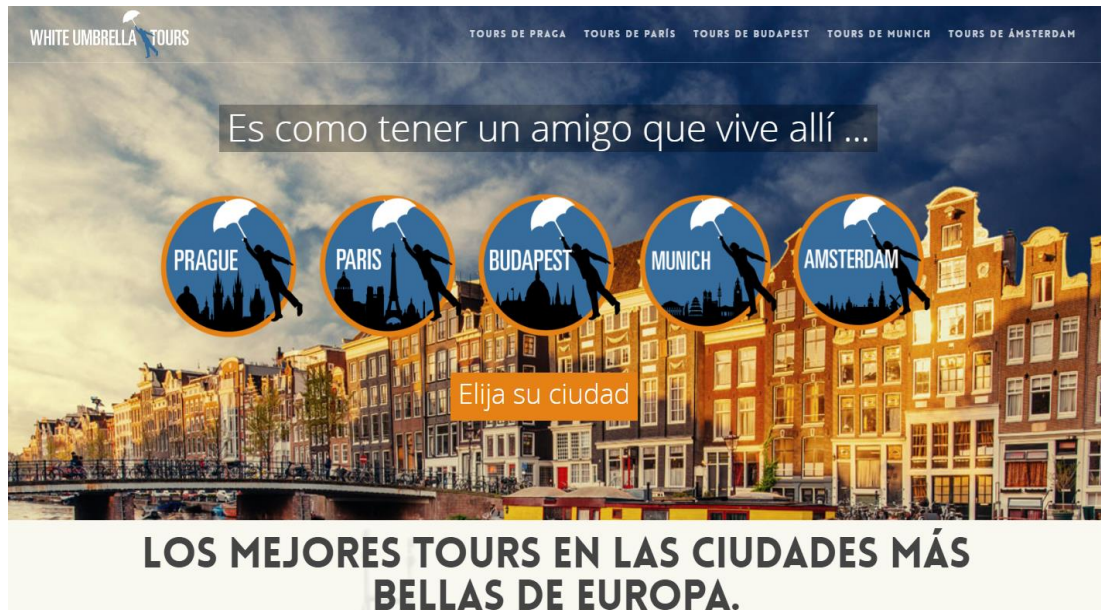 WHITE UMBRELLA TOURS
TOURS DE PRAGA TOURS DE PARÍS TOURS DE BUDAPEST TOURS DE MUNICH TOURS DE ÁMSTERDAM
Es como tener un amigo que vive allí ...
PRAGUE
PARIS
BUDAPEST
MUNICH
AMSTERDAM
Elija su ciudad
LOS MEJORES TOURS EN LAS CIUDADES MÁS
BELLAS DE EUROPA.